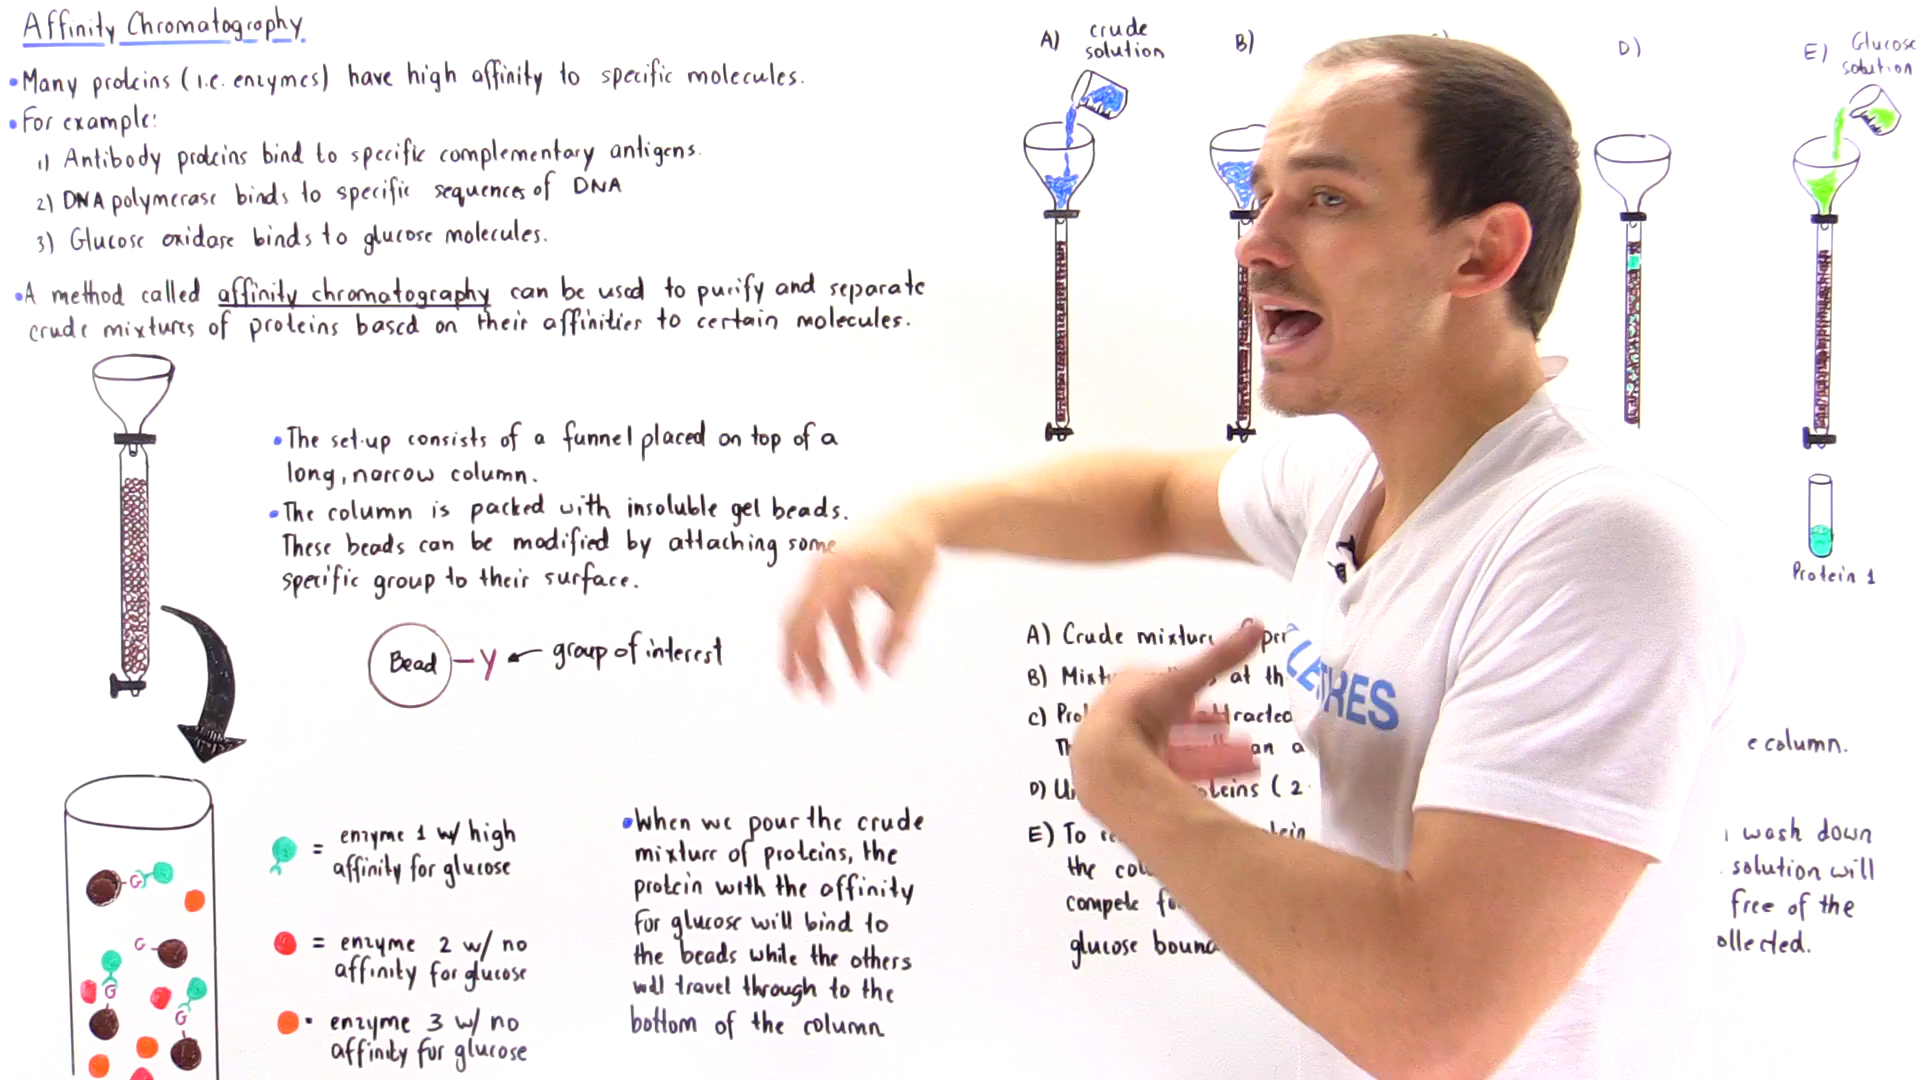 Affinity Chromatography
• Many proteins (i.e. enzymes) have high affinity to specific molecules.
• For example:
1) Antibody proteins bind to specific complementary antigens.
2) DNA polymerase binds to specific sequences of DNA
3) Glucose oxidase binds to glucose molecules.
• A method called affinity chromatography can be used to purify and separate
crude mixtures of proteins based on their affinities to certain molecules.
• The set-up consists of a funnel placed on top of a
long, narrow column.
• The column is packed with insoluble gel beads.
These beads can be modified by attaching some
specific group to their surface.
Bead - Y ← group of interest
G
G
G
G
= enzyme 1 w/ high
affinity for glucose
= enzyme 2 w/ no
affinity for glucose
= enzyme 3 w/ no
affinity for glucose
• When we pour the crude
mixture of proteins, the
protein with the affinity
for glucose will bind to
the beads while the others
will travel through to the
bottom of the column
A) crude
solution
B)
D)
E) Glucose
solution
Protein 1
A) Crude
B) at
C)
e column.
D) (2
E) To
wash down
the solution will
compete free of the
glucose ollected.